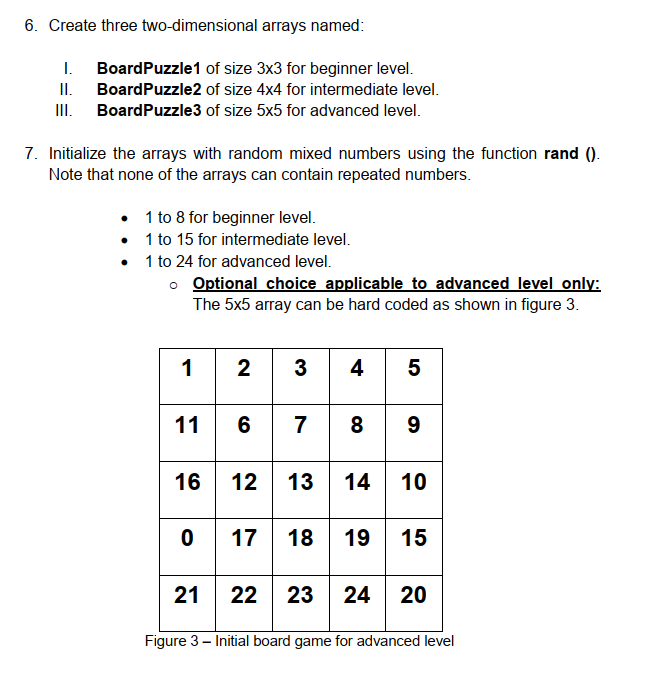 6. Create three two-dimensional arrays named:
I. BoardPuzzle1 of size 3x3 for beginner level.
II. BoardPuzzle2 of size 4x4 for intermediate level.
III. BoardPuzzle3 of size 5x5 for advanced level.
7. Initialize the arrays with random mixed numbers using the function rand ().
Note that none of the arrays can contain repeated numbers.
• 1 to 8 for beginner level.
• 1 to 15 for intermediate level.
• 1 to 24 for advanced level.
o Optional choice applicable to advanced level only:
The 5x5 array can be hard coded as shown in figure 3.
1 2 3 4 5
11 6 7 8 9
16 12 13 14 10
0 17 18 19 15
21 22 23 24 20
Figure 3 – Initial board game for advanced level